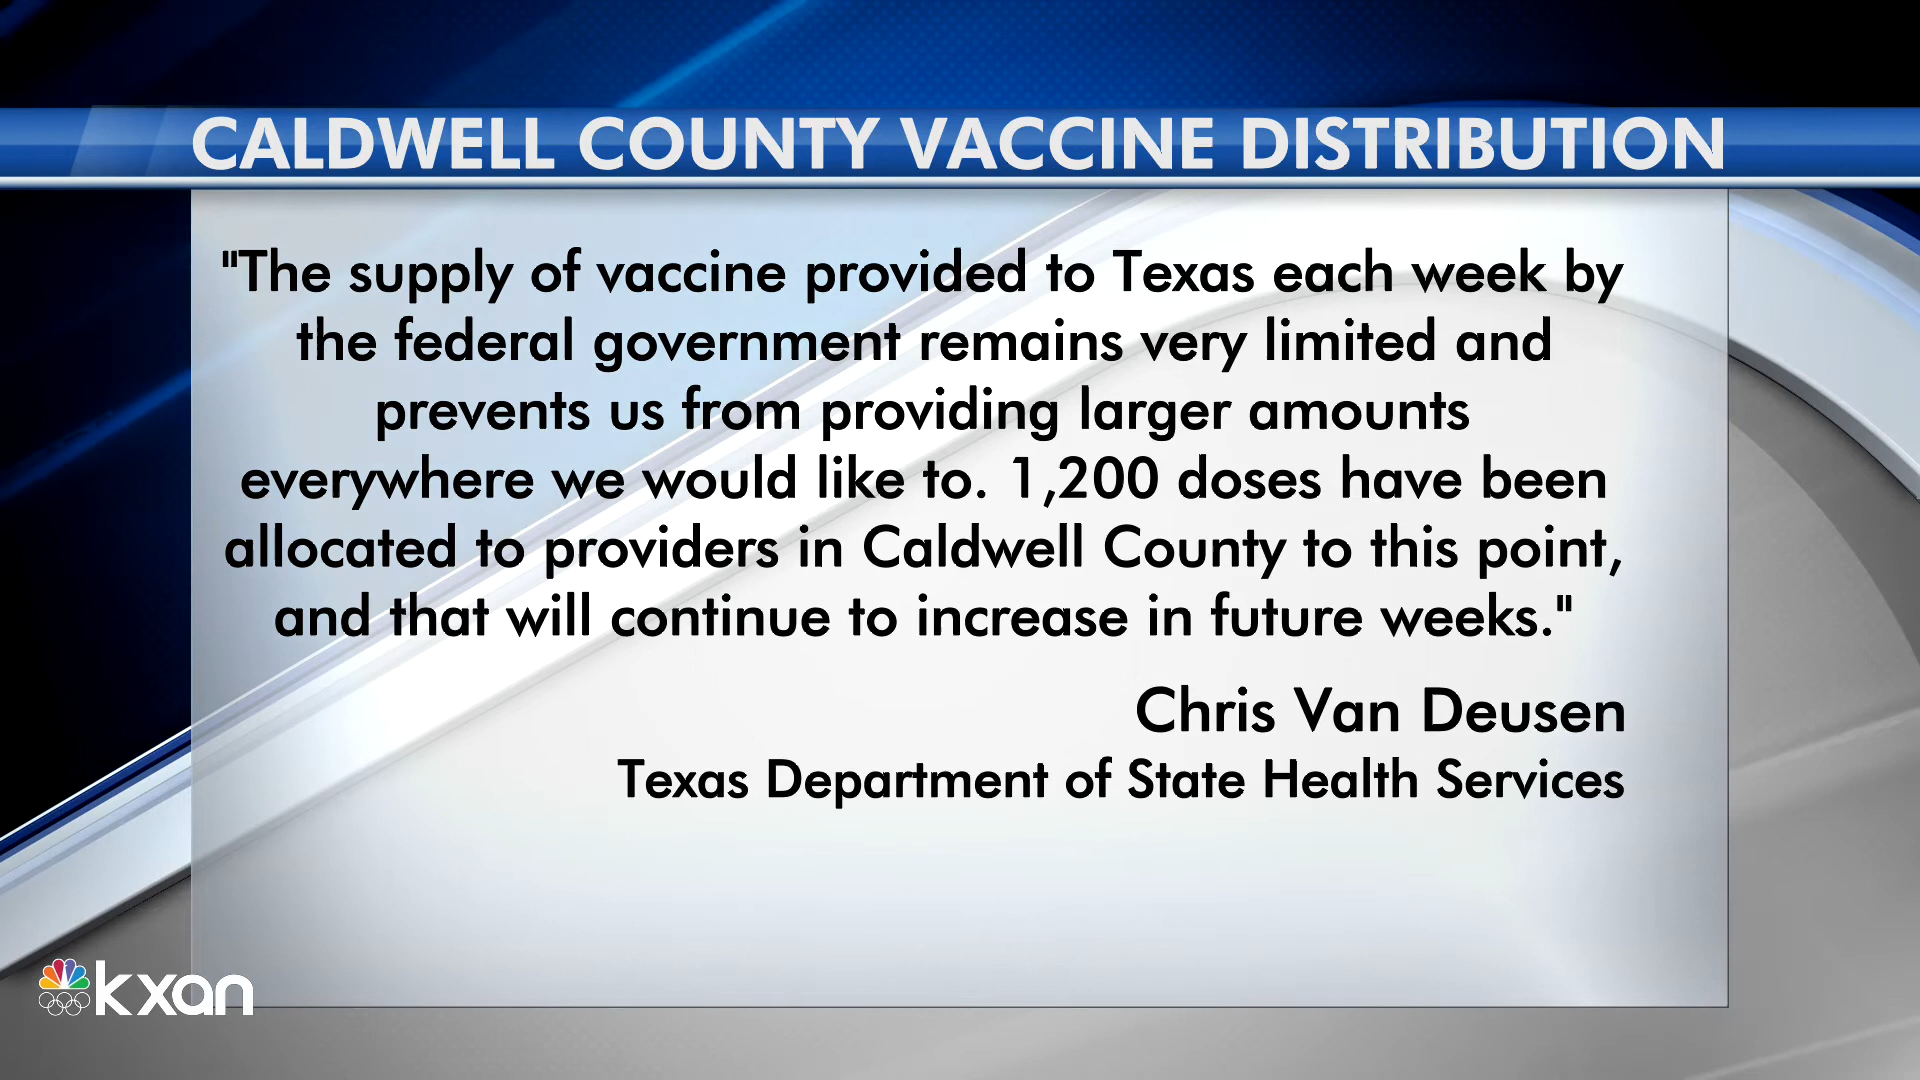 CALDWELL COUNTY VACCINE DISTRIBUTION
"The supply of vaccine provided to Texas each week by
the federal government remains very limited and
prevents us from providing larger amounts
everywhere we would like to. 1,200 doses have been
allocated to providers in Caldwell County to this point,
and that will continue to increase in future weeks."
Chris Van Deusen
Texas Department of State Health Services
kxan